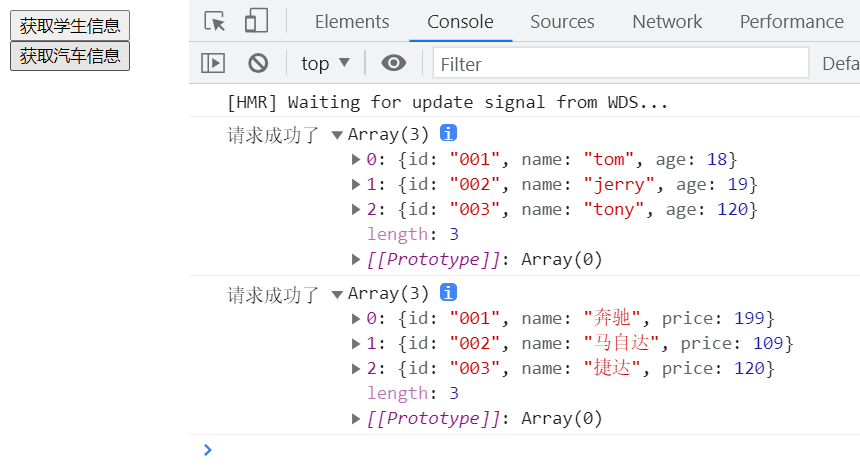 获取学生信息
获取汽车信息
Elements Console Sources Network Performance
top Filter Defa
[HMR] Waiting for update signal from WDS...
请求成功了 Array(3) i
0: {id: "001", name: "tom", age: 18}
1: {id: "002", name: "jerry", age: 19}
2: {id: "003", name: "tony", age: 120}
length: 3
[[Prototype]]: Array(0)
请求成功了 Array(3) i
0: {id: "001", name: "奔驰", price: 199}
1: {id: "002", name: "马自达", price: 109}
2: {id: "003", name: "捷达", price: 120}
length: 3
[[Prototype]]: Array(0)